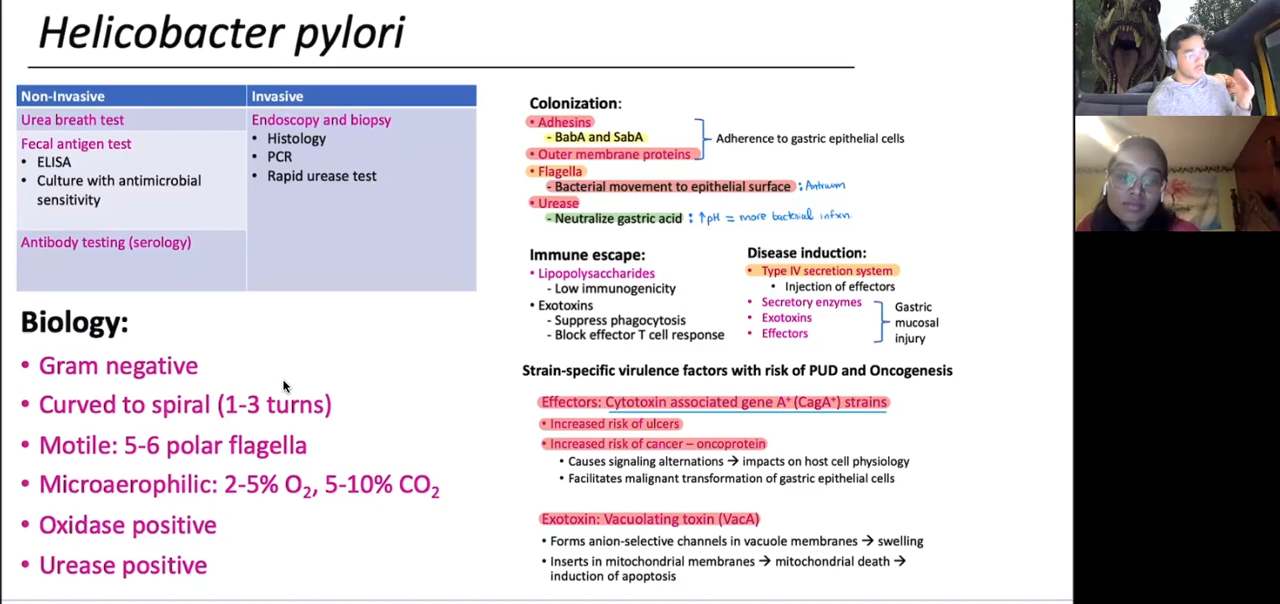 Helicobacter pylori
Non-Invasive
Invasive
Urea breath test
Fecal antigen test
• ELISA
• Culture with antimicrobial
sensitivity
Antibody testing (serology)
Endoscopy and biopsy
• Histology
• PCR
• Rapid urease test
Biology:
• Gram negative
• Curved to spiral (1-3 turns)
• Motile: 5-6 polar flagella
• Microaerophilic: 2-5% O₂, 5-10% CO₂
• Oxidase positive
• Urease positive
Colonization:
• Adhesins
- BabA and SabA
• Outer membrane proteins
Adherence to gastric epithelial cells
• Flagella
- Bacterial movement to epithelial surface : Antrum
• Urease
- Neutralize gastric acid : ↑pH = more bacterial infxn.
Immune escape:
• Lipopolysaccharides
- Low immunogenicity
• Exotoxins
- Suppress phagocytosis
- Block effector T cell response
Disease induction:
• Type IV secretion system
• Injection of effectors
• Secretory enzymes
• Exotoxins
• Effectors
Gastric
mucosal
injury
Strain-specific virulence factors with risk of PUD and Oncogenesis
Effectors: Cytotoxin associated gene A⁺ (CagA⁺) strains
• Increased risk of ulcers
• Increased risk of cancer – oncoprotein
• Causes signaling alternations → impacts on host cell physiology
• Facilitates malignant transformation of gastric epithelial cells
Exotoxin: Vacuolating toxin (VacA)
• Forms anion-selective channels in vacuole membranes → swelling
• Inserts in mitochondrial membranes → mitochondrial death →
induction of apoptosis